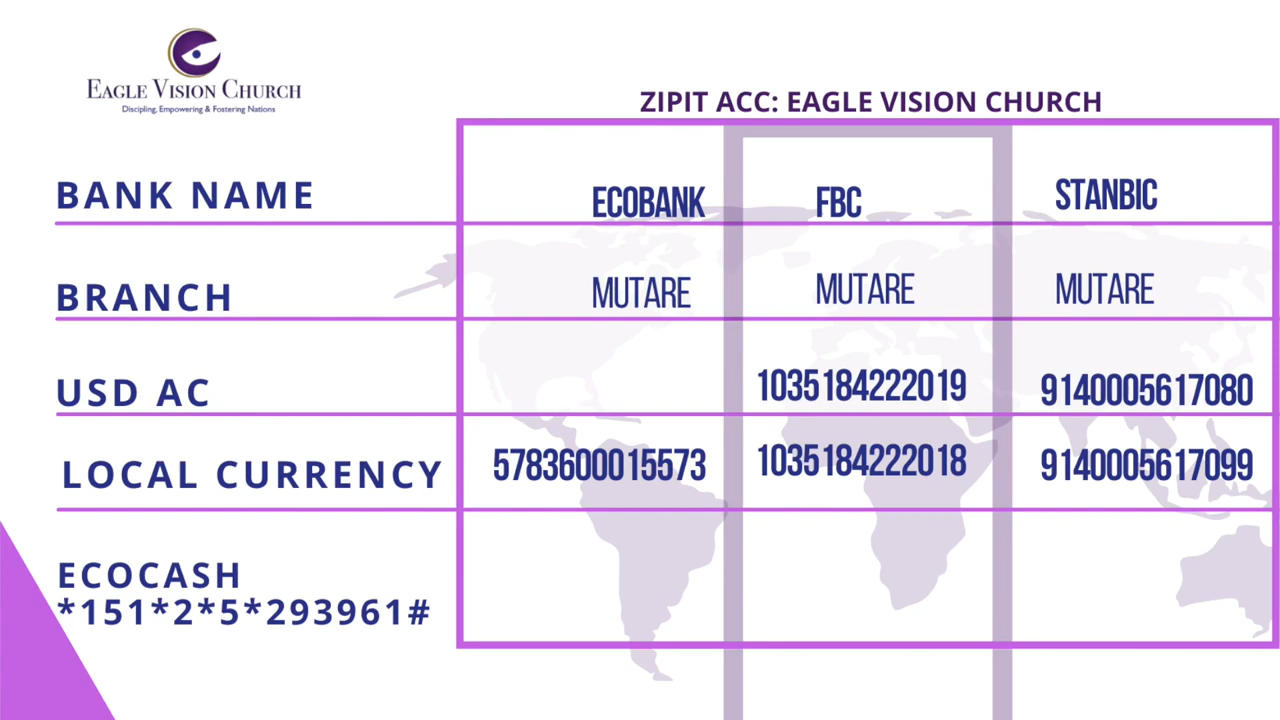 EAGLE VISION CHURCH
Discipling, Empowering & Fostering Nations
ZIPIT ACC: EAGLE VISION CHURCH
BANK NAME ECOBANK FBC STANBIC
BRANCH MUTARE MUTARE MUTARE
USD AC 1035184222019 9140005617080
LOCAL CURRENCY 5783600015573 1035184222018 9140005617099
ECOCASH
*151*2*5*293961#